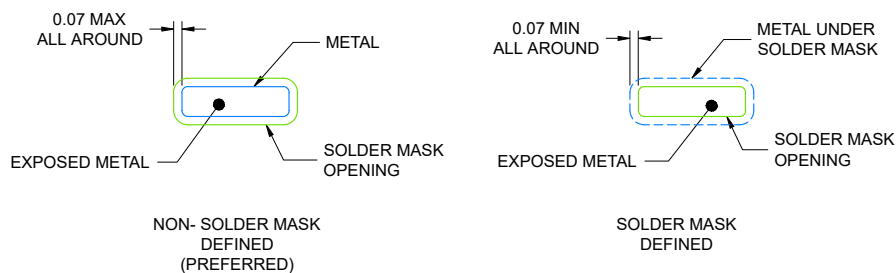 0.07 MAX
ALL AROUND
METAL
EXPOSED METAL
SOLDER MASK
OPENING
NON- SOLDER MASK
DEFINED
(PREFERRED)
0.07 MIN
ALL AROUND
METAL UNDER
SOLDER MASK
EXPOSED METAL
SOLDER MASK
OPENING
SOLDER MASK
DEFINED